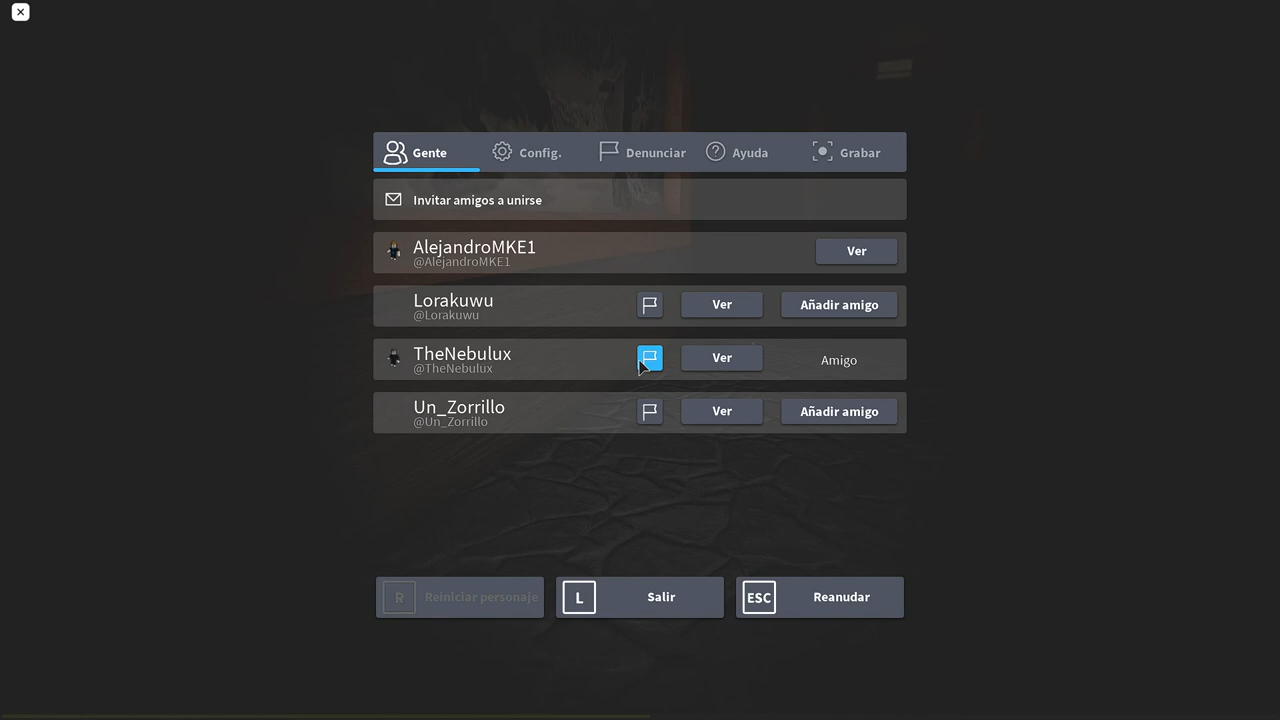 Gente Config. Denunciar Ayuda Grabar
Invitar amigos a unirse
AlejandroMKE1 Ver
@AlejandroMKE1
Lorakuwu Ver Añadir amigo
@Lorakuwu
TheNebulux Ver Amigo
@TheNebulux
Un_Zorrillo Ver Añadir amigo
@Un_Zorrillo
R Reiniciar personaje L Salir ESC Reanudar